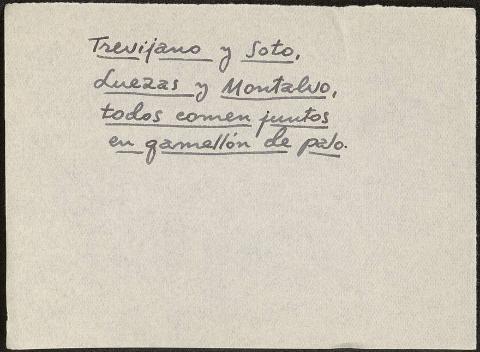 Trevijano y Soto,
Luezas y Montalvo,
todos comen juntos
en gamellón de palo.